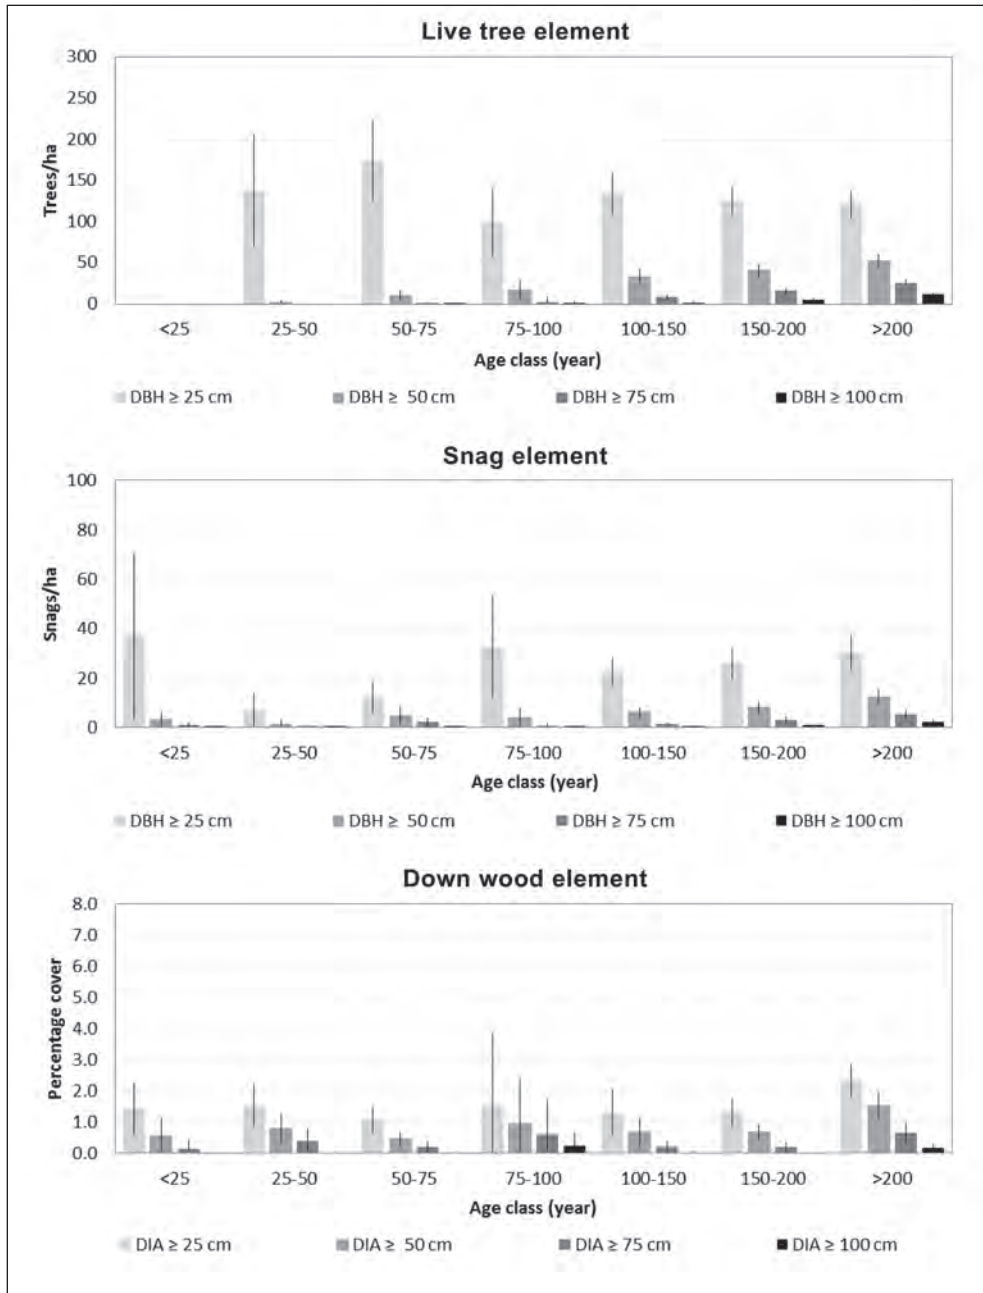 Live tree element
300
250
200
150
100
50
0
Trees/ha
<25 25-50 50-75 75-100 100-150 150-200 >200
Age class (year)
DBH ≥ 25 cm DBH ≥ 50 cm DBH ≥ 75 cm DBH ≥ 100 cm
Snag element
100
80
60
40
20
0
Snags/ha
<25 25-50 50-75 75-100 100-150 150-200 >200
Age class (year)
DBH ≥ 25 cm DBH ≥ 50 cm DBH ≥ 75 cm DBH ≥ 100 cm
Down wood element
8.0
7.0
6.0
5.0
4.0
3.0
2.0
1.0
0.0
Percentage cover
<25 25-50 50-75 75-100 100-150 150-200 >200
Age class (year)
DIA ≥ 25 cm DIA ≥ 50 cm DIA ≥ 75 cm DIA ≥ 100 cm